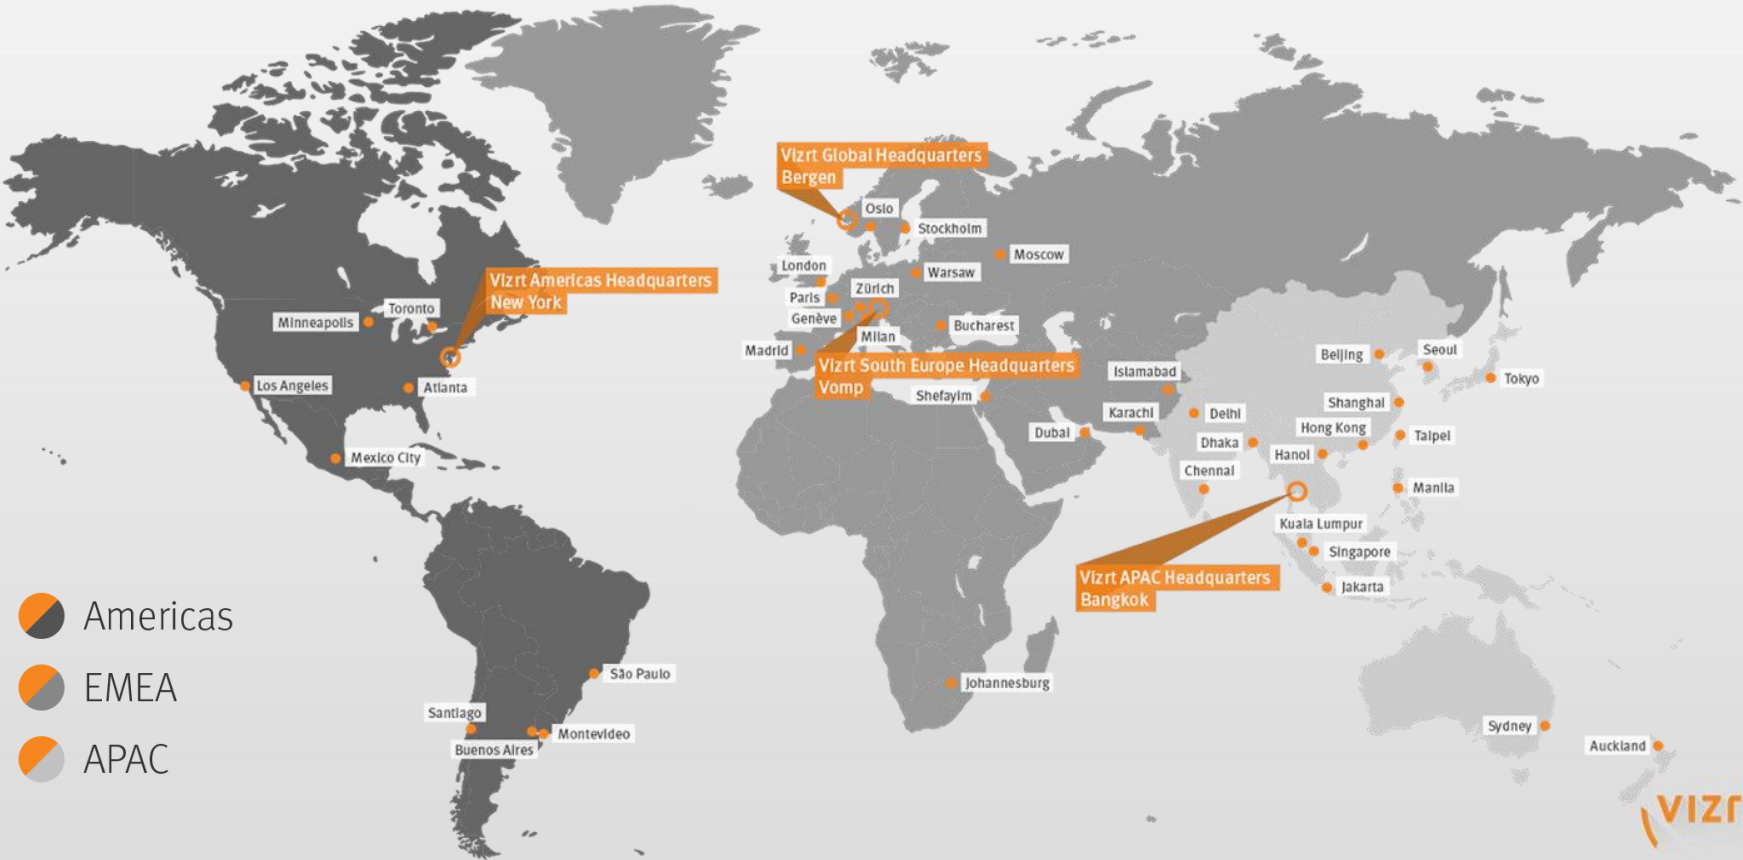 Vizrt Global Headquarters
Bergen
Oslo
Stockholm
Moscow
London
Warsaw
Vizrt Americas Headquarters
New York
Paris
Zürich
Genève
Toronto
Minneapolis
Bucharest
Milan
Madrid
Vizrt South Europe Headquarters
Vomp
Beijing
Seoul
Islamabad
Tokyo
Los Angeles
Atlanta
Shefayim
Shanghai
Karachi
Delhi
Hong Kong
Dubai
Dhaka
Taipei
Hanoi
Mexico City
Chennai
Manila
Kuala Lumpur
Singapore
Vizrt APAC Headquarters
Bangkok
Jakarta
Americas
São Paulo
Johannesburg
EMEA
Santiago
Montevideo
Buenos Aires
Sydney
Auckland
APAC
vizr